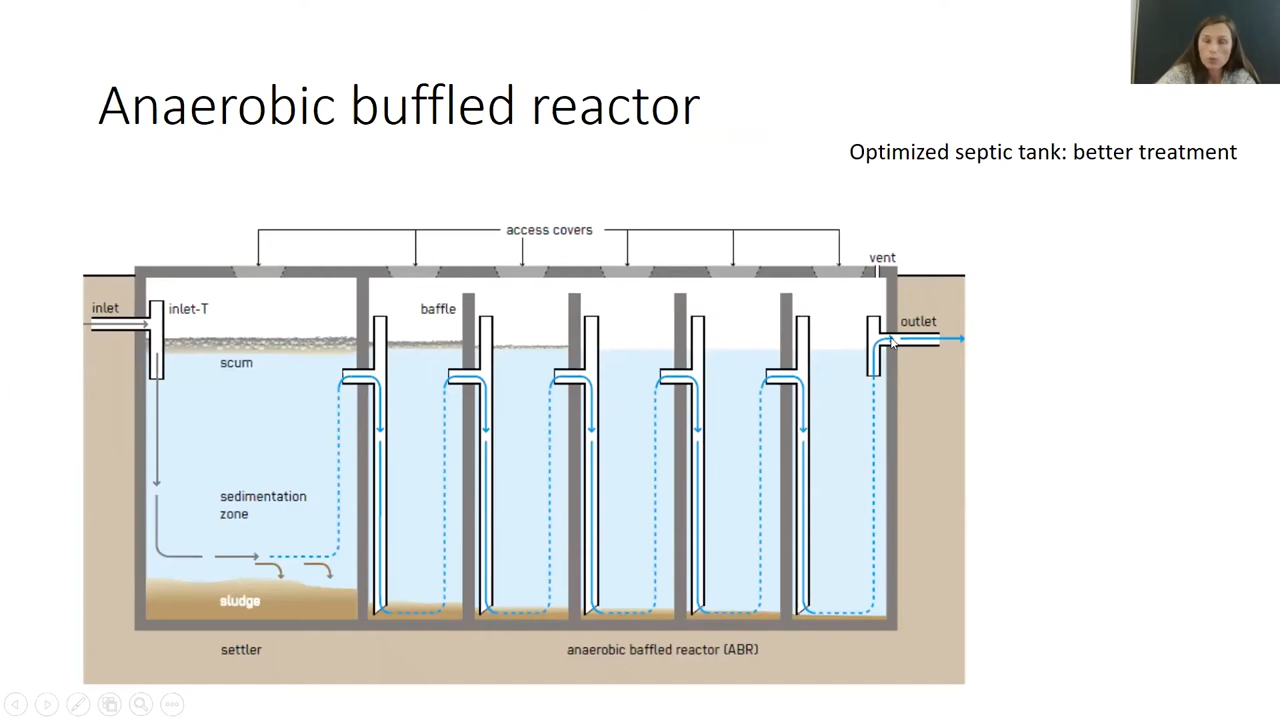 Anaerobic buffled reactor
Optimized septic tank: better treatment
access covers
vent
inlet
inlet-T
baffle
outlet
scum
sedimentation
zone
sludge
settler
anaerobic baffled reactor (ABR)